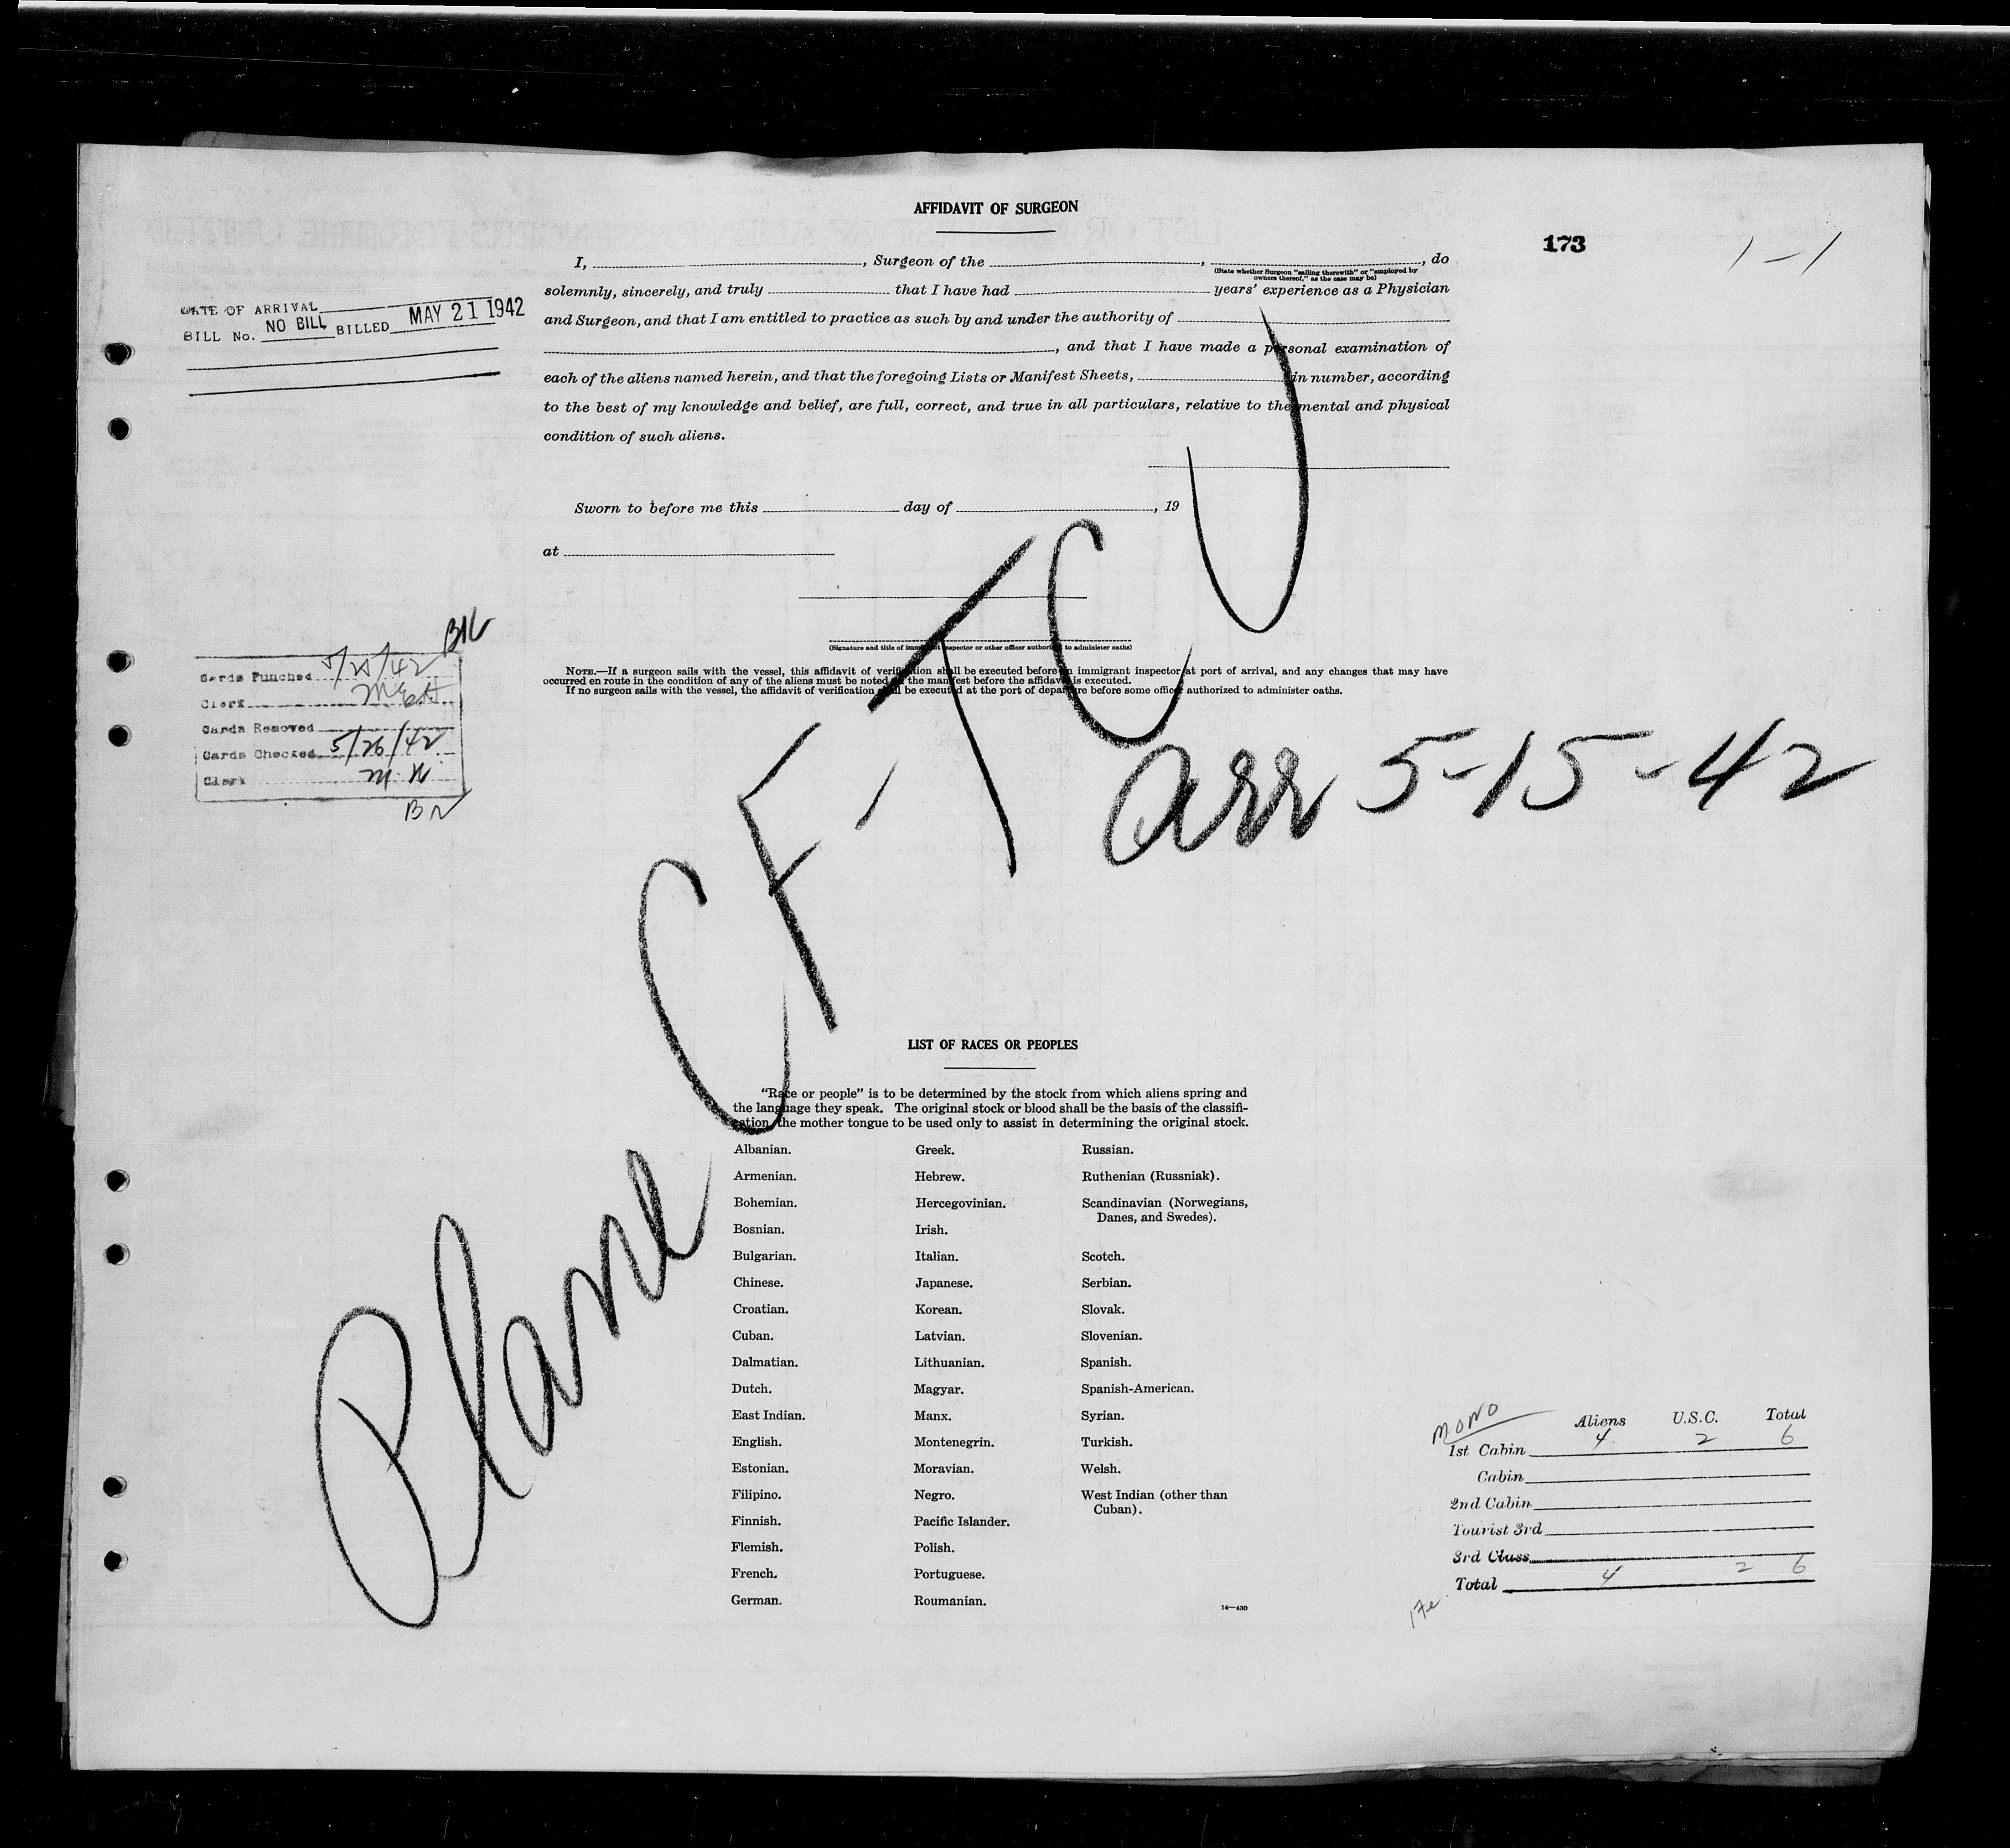 AFFIDAVIT OF SURGEON
173
1-1
I, , Surgeon of the , , do
(State whether Surgeon "sailing therewith" or "employed by
owners thereof," as the case may be)
solemnly, sincerely, and truly that I have had years' experience as a Physician
and Surgeon, and that I am entitled to practice as such by and under the authority of
, and that I have made a personal examination of
each of the aliens named herein, and that the foregoing Lists or Manifest Sheets, in number, according
to the best of my knowledge and belief, are full, correct, and true in all particulars, relative to the mental and physical
condition of such aliens.
Sworn to before me this day of , 19
at
(Signature and title of immigrant inspector or other officer authorized to administer oaths)
NOTE.—If a surgeon sails with the vessel, this affidavit of verification shall be executed before an immigrant inspector at port of arrival, and any changes that may have
occurred en route in the condition of any of the aliens must be noted on the manifest before the affidavit is executed.
If no surgeon sails with the vessel, the affidavit of verification shall be executed at the port of departure before some officer authorized to administer oaths.
DATE OF ARRIVAL
BILL No. NO BILL BILLED MAY 21 1942
Cards Punched 5/25/42
Clerk
Cards Removed
Cards Checked 5/26/42
Clerk
Plane CF-TCU
arr 5-15-42
LIST OF RACES OR PEOPLES
"Race or people" is to be determined by the stock from which aliens spring and
the language they speak. The original stock or blood shall be the basis of the classifi-
cation, the mother tongue to be used only to assist in determining the original stock.
Albanian. Greek. Russian.
Armenian. Hebrew. Ruthenian (Russniak).
Bohemian. Hercegovinian. Scandinavian (Norwegians,
Danes, and Swedes).
Bosnian. Irish.
Bulgarian. Italian. Scotch.
Chinese. Japanese. Serbian.
Croatian. Korean. Slovak.
Cuban. Latvian. Slovenian.
Dalmatian. Lithuanian. Spanish.
Dutch. Magyar. Spanish-American.
East Indian. Manx. Syrian.
English. Montenegrin. Turkish.
Estonian. Moravian. Welsh.
Filipino. Negro. West Indian (other than
Cuban).
Finnish. Pacific Islander.
Flemish. Polish.
French. Portuguese.
German. Roumanian.
14—430
MONO
Aliens U.S.C. Total
1st Cabin 4 2 6
Cabin
2nd Cabin
Tourist 3rd
3rd Class
Total 4 2 6